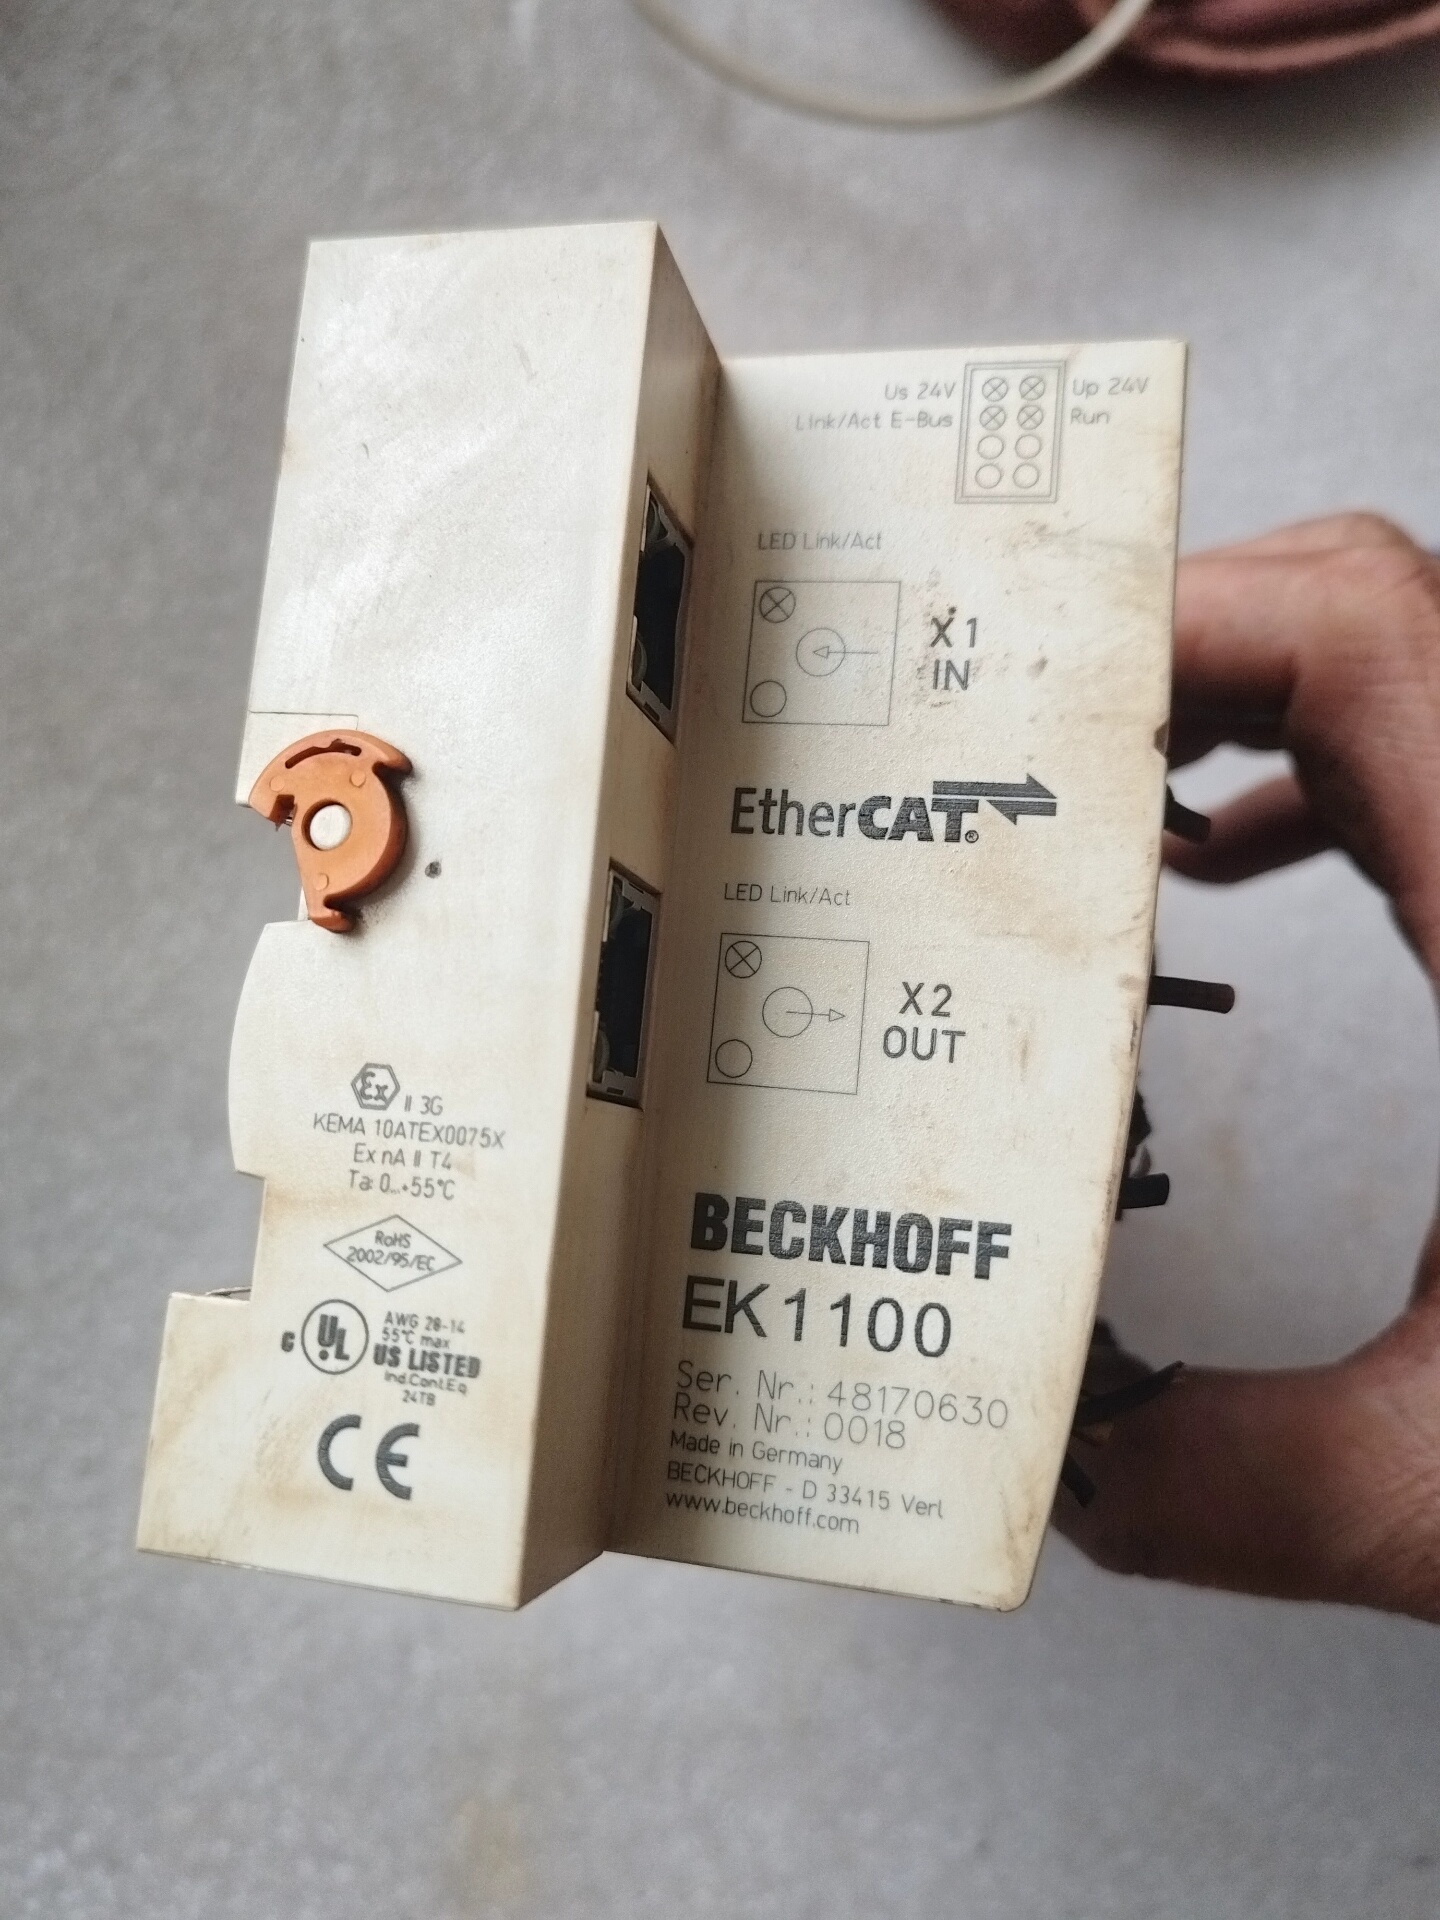 Us 24V
Up 24V
Link/Act E-Bus
Run
LED Link/Act
X1
IN
EtherCAT®
LED Link/Act
X2
OUT
BECKHOFF
EK1100
Ser. Nr.: 48170630
Rev. Nr.: 0018
Made in Germany
BECKHOFF - D 33415 Verl
www.beckhoff.com
Ex II 3G
KEMA 10ATEX0075X
Ex nA II T4
Ta: 0...+55°C
RoHS
2002/95/EC
AWG 28-14
55°C max
C UL US LISTED
Ind.Cont.Eq
24TB
CE